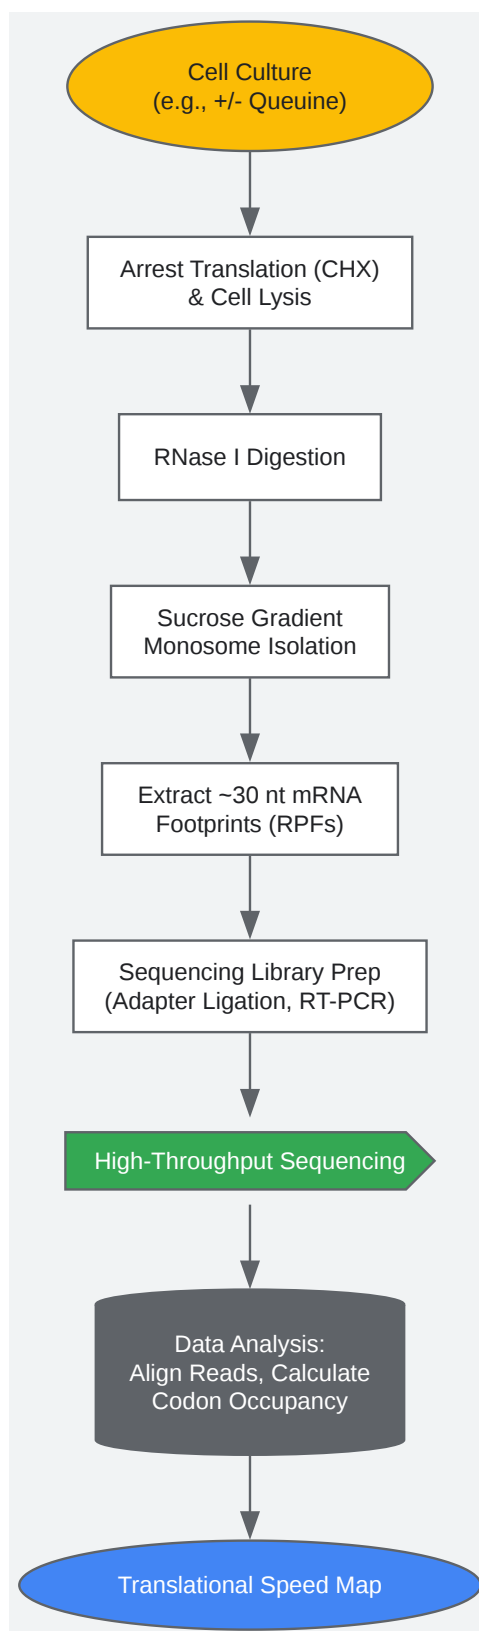 Cell Culture
(e.g., +/- Queuine)
Arrest Translation (CHX)
& Cell Lysis
RNase I Digestion
Sucrose Gradient
Monosome Isolation
Extract ~30 nt mRNA
Footprints (RPFs)
Sequencing Library Prep
(Adapter Ligation, RT-PCR)
High-Throughput Sequencing
Data Analysis:
Align Reads, Calculate
Codon Occupancy
Translational Speed Map